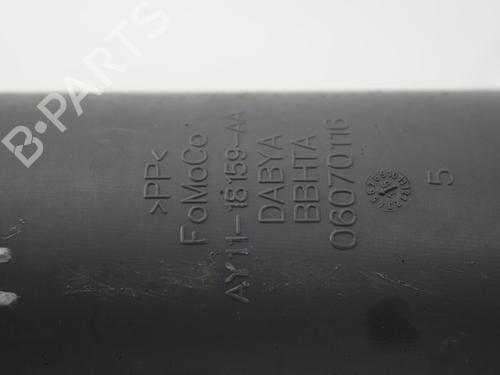 >PP<
FoMoCo
AY11-18159-AA
DABYA
BBHTA
06070116
5
B-PARTS